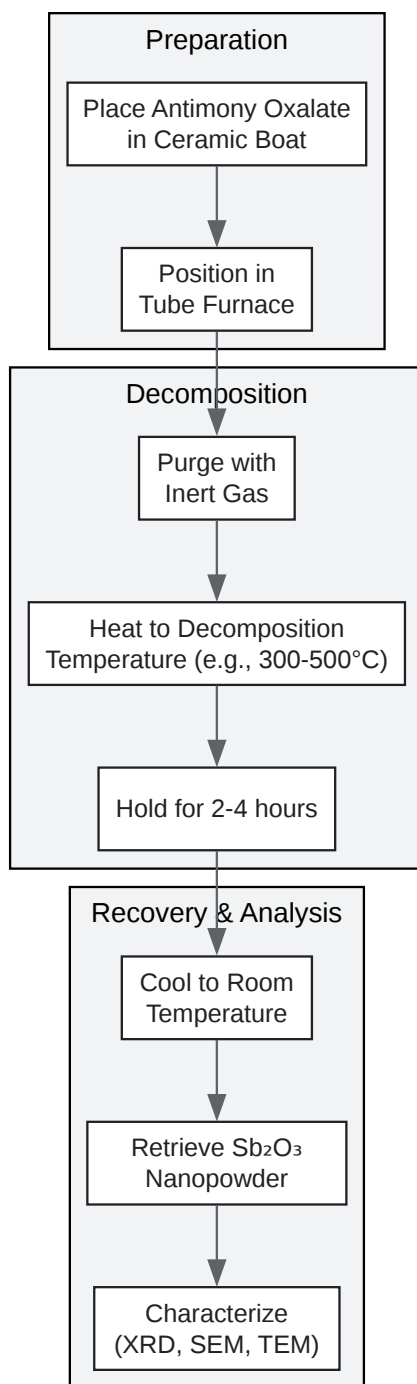 Preparation
Place Antimony Oxalate
in Ceramic Boat
Position in
Tube Furnace
Decomposition
Purge with
Inert Gas
Heat to Decomposition
Temperature (e.g., 300-500°C)
Hold for 2-4 hours
Recovery & Analysis
Cool to Room
Temperature
Retrieve Sb₂O₃
Nanopowder
Characterize
(XRD, SEM, TEM)